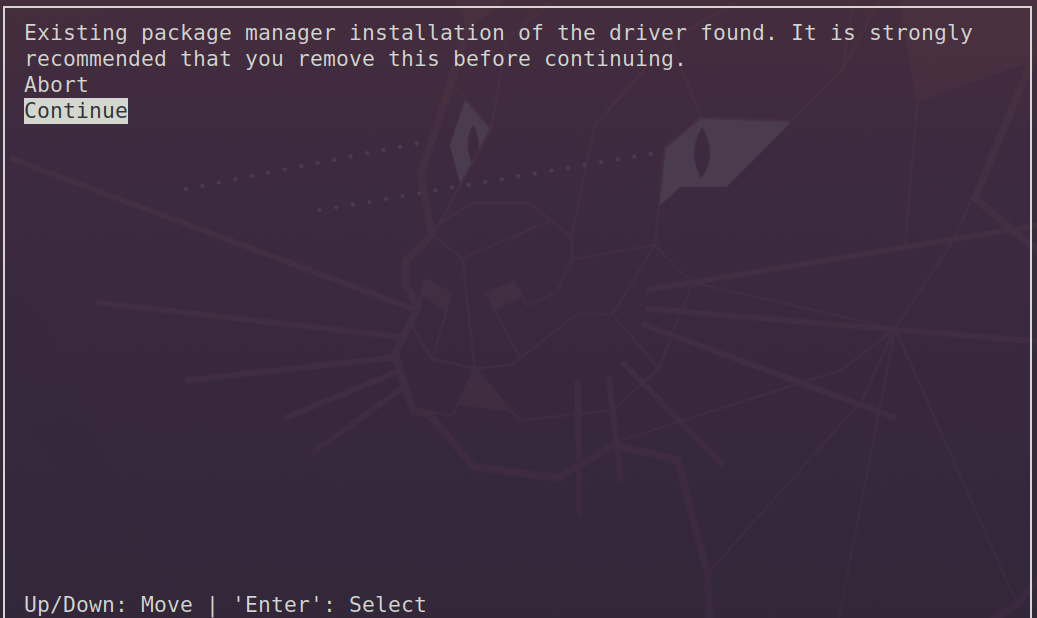 Existing package manager installation of the driver found. It is strongly
recommended that you remove this before continuing.
Abort
Continue
Up/Down: Move | 'Enter': Select